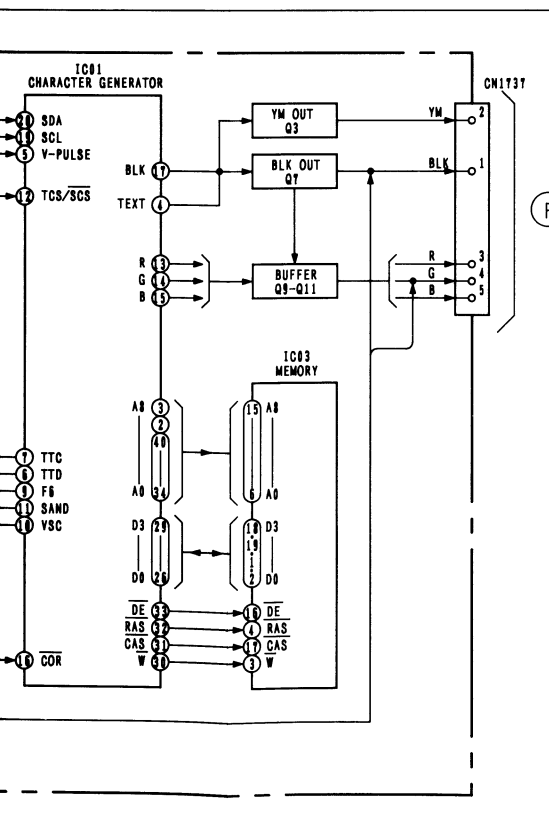 IC01
CHARACTER GENERATOR
CN1737
20 SDA
19 SCL
5 V-PULSE
12 TCS/SCS
BLK 17
TEXT 4
YM OUT
Q3
YM 2
BLK OUT
Q7
BLK 1
R 13
G 14
B 15
BUFFER
Q9-Q11
R 3
G 4
B 5
IC03
MEMORY
A8 3
2
40
A0 34
15 A8
6 A0
7 TTC
6 TTD
9 F6
11 SAND
10 VSC
D3 29
D0 26
18 D3
19
1
2 D0
OE 33
RAS 32
CAS 31
W 30
16 OE
4 RAS
17 CAS
3 W
16 COR